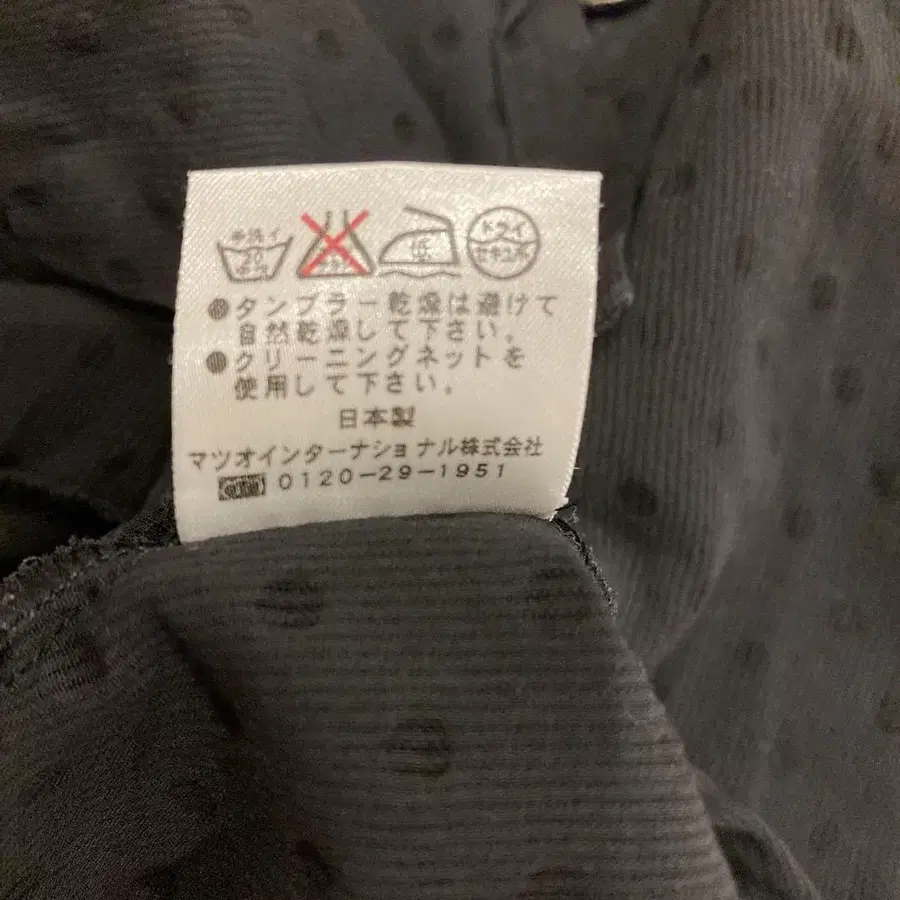 手洗イ
30
中性
低
ドライ
セキユ系
タンブラー乾燥は避けて
自然乾燥して下さい。
クリーニングネットを
使用して下さい。
日本製
マツオインターナショナル株式会社
0120-29-1951